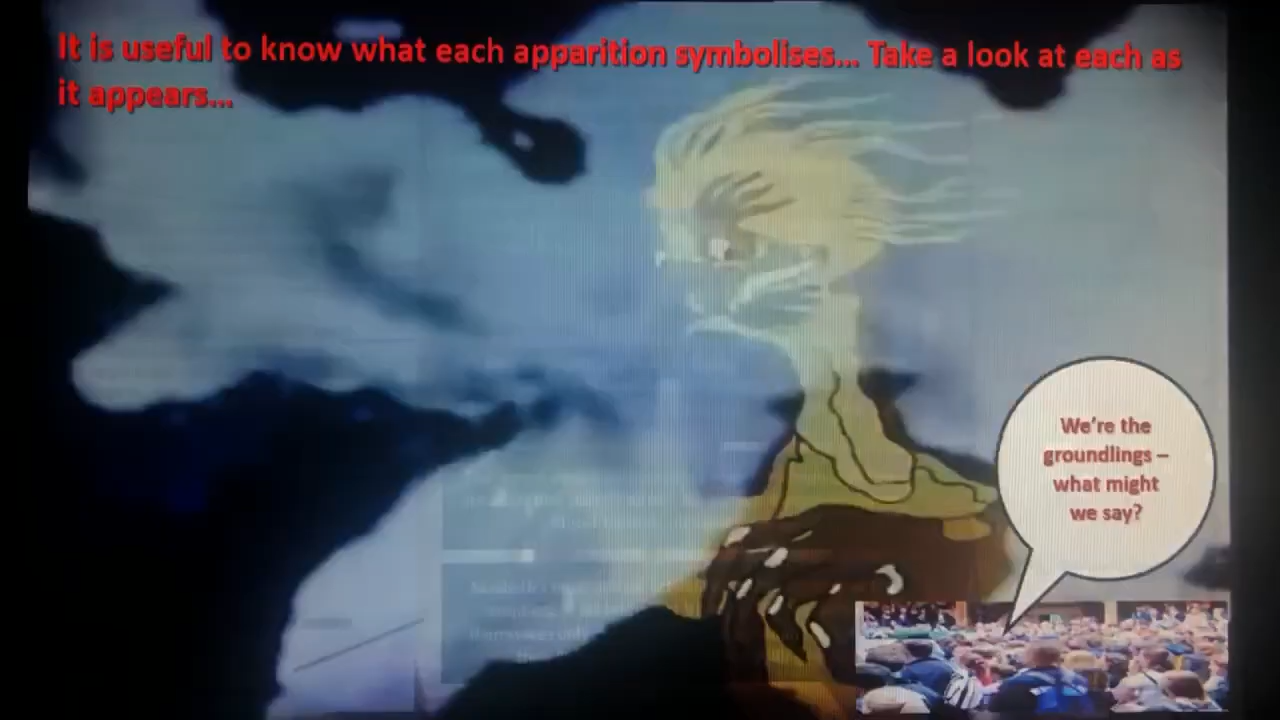 It is useful to know what each apparition symbolises... Take a look at each as
it appears...
We're the
groundlings –
what might
we say?